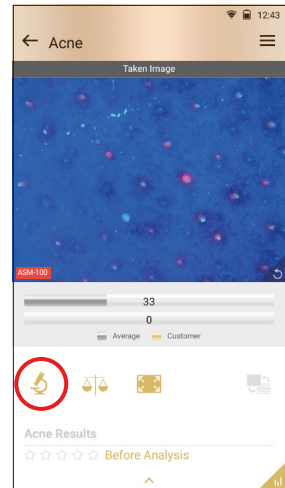 12:43
Acne
Taken Image
ASM-100
33
0
Average Customer
Acne Results
Before Analysis